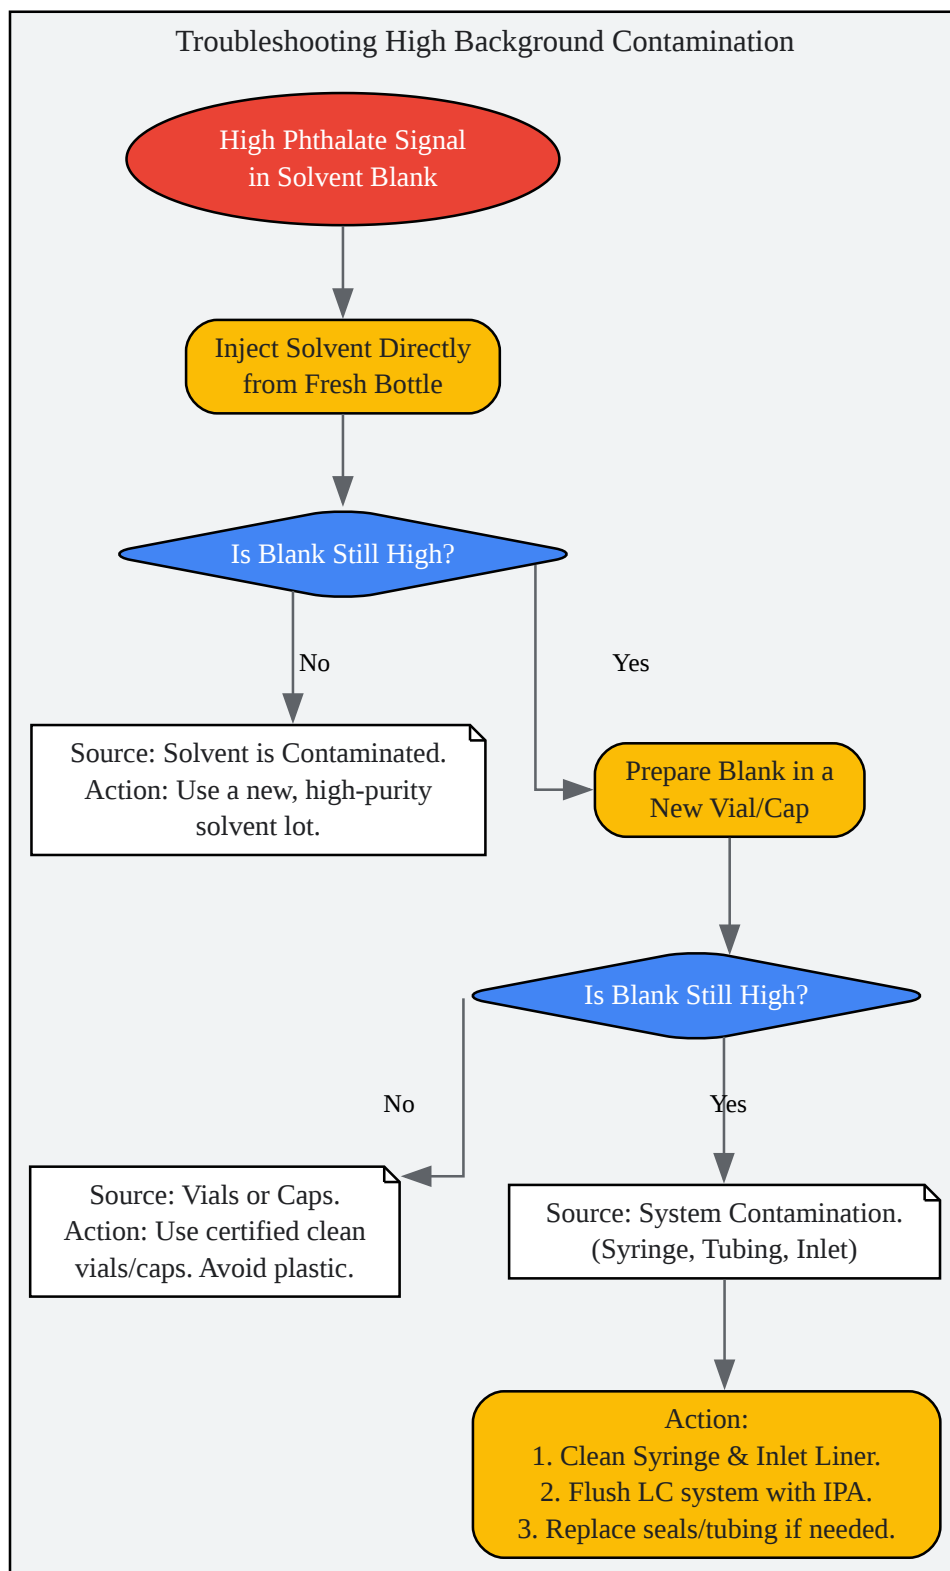 Troubleshooting High Background Contamination
High Phthalate Signal
in Solvent Blank
Inject Solvent Directly
from Fresh Bottle
Is Blank Still High?
No
Yes
Source: Solvent is Contaminated.
Action: Use a new, high-purity
solvent lot.
Prepare Blank in a
New Vial/Cap
Is Blank Still High?
No
Yes
Source: Vials or Caps.
Action: Use certified clean
vials/caps. Avoid plastic.
Source: System Contamination.
(Syringe, Tubing, Inlet)
Action:
1. Clean Syringe & Inlet Liner.
2. Flush LC system with IPA.
3. Replace seals/tubing if needed.